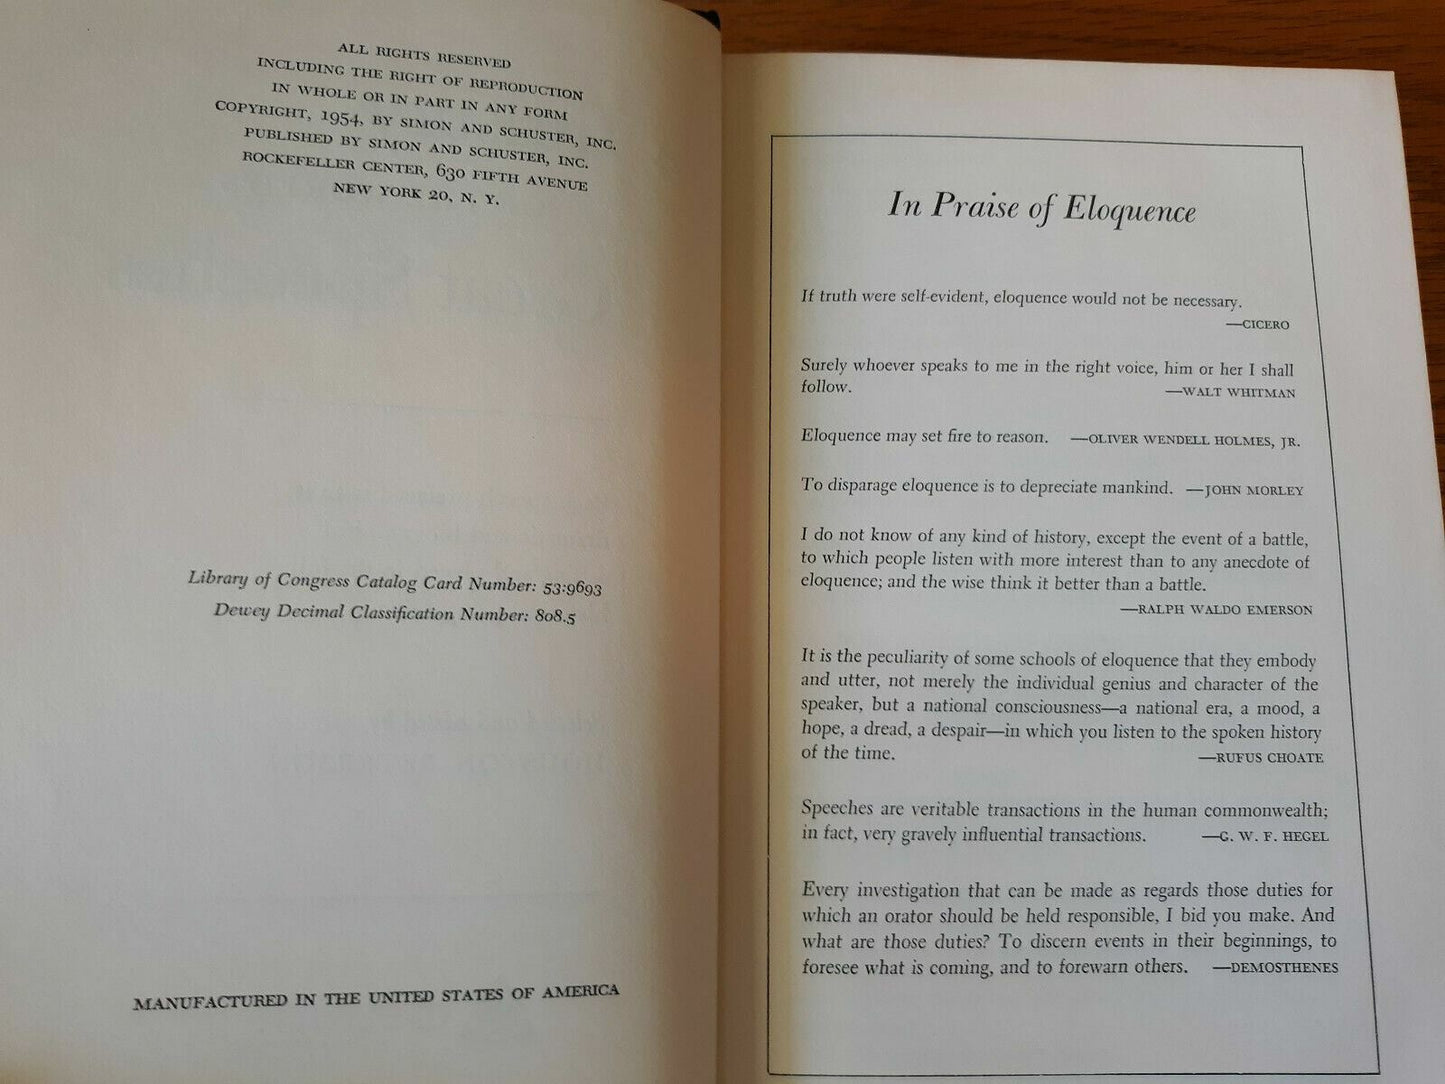 ALL RIGHTS RESERVED
INCLUDING THE RIGHT OF REPRODUCTION
IN WHOLE OR IN PART IN ANY FORM
COPYRIGHT, 1954, BY SIMON AND SCHUSTER, INC.
PUBLISHED BY SIMON AND SCHUSTER, INC.
ROCKEFELLER CENTER, 630 FIFTH AVENUE
NEW YORK 20, N. Y.
Library of Congress Catalog Card Number: 53:9693
Dewey Decimal Classification Number: 808.5
MANUFACTURED IN THE UNITED STATES OF AMERICA
In Praise of Eloquence
If truth were self-evident, eloquence would not be necessary.
—CICERO
Surely whoever speaks to me in the right voice, him or her I shall
follow. —WALT WHITMAN
Eloquence may set fire to reason. —OLIVER WENDELL HOLMES, JR.
To disparage eloquence is to depreciate mankind. —JOHN MORLEY
I do not know of any kind of history, except the event of a battle,
to which people listen with more interest than to any anecdote of
eloquence; and the wise think it better than a battle.
—RALPH WALDO EMERSON
It is the peculiarity of some schools of eloquence that they embody
and utter, not merely the individual genius and character of the
speaker, but a national consciousness—a national era, a mood, a
hope, a dread, a despair—in which you listen to the spoken history
of the time. —RUFUS CHOATE
Speeches are veritable transactions in the human commonwealth;
in fact, very gravely influential transactions. —G. W. F. HEGEL
Every investigation that can be made as regards those duties for
which an orator should be held responsible, I bid you make. And
what are those duties? To discern events in their beginnings, to
foresee what is coming, and to forewarn others. —DEMOSTHENES